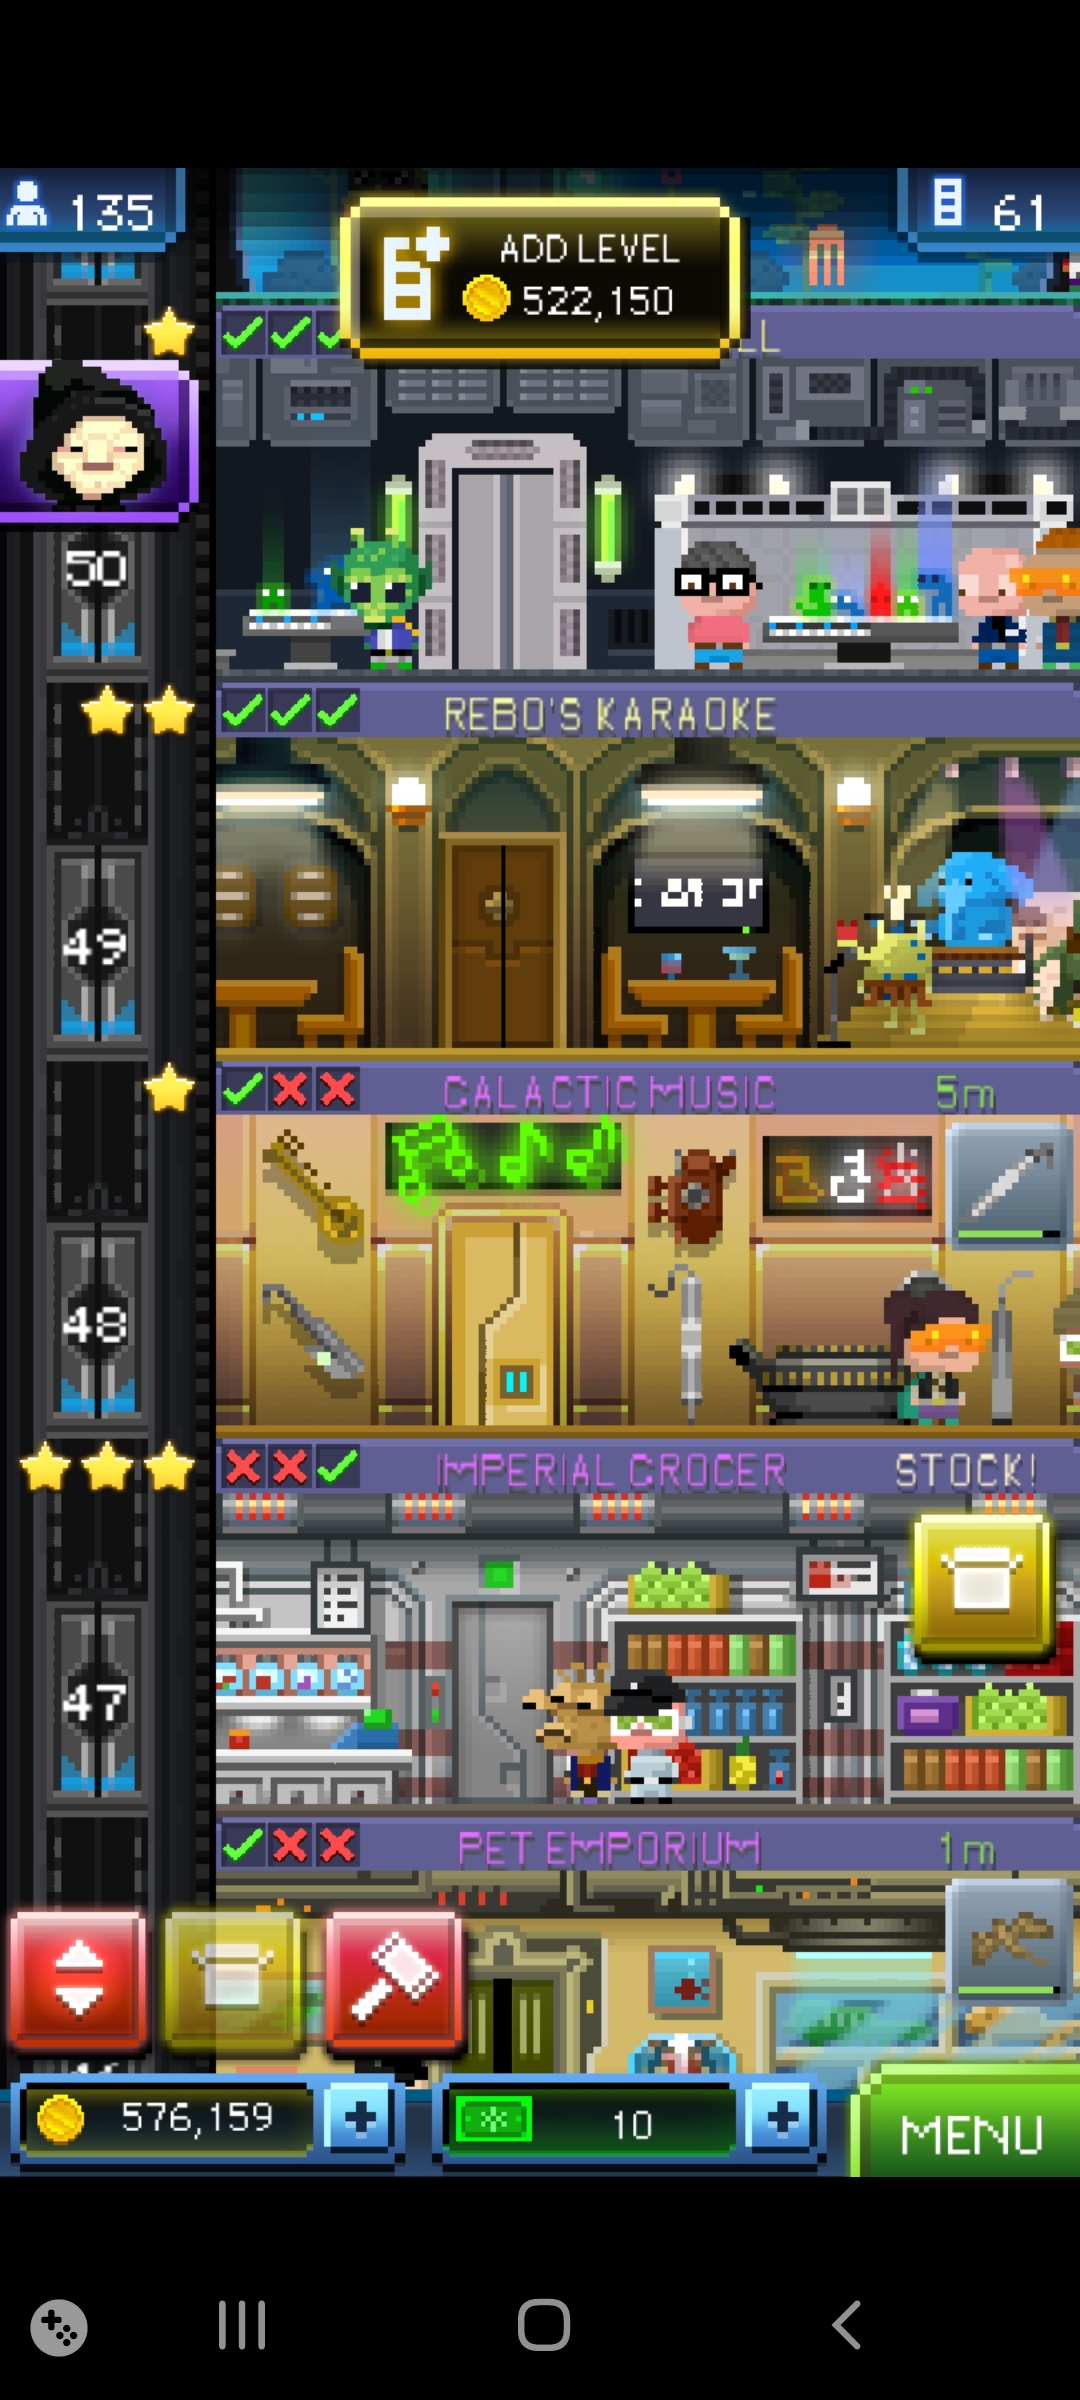 135
ADD LEVEL
522,150
61
LL
50
REBO'S KARAOKE
49
GALACTIC MUSIC 5m
48
IMPERIAL GROCER STOCK!
47
PET EMPORIUM 1m
576,159
10
MENU